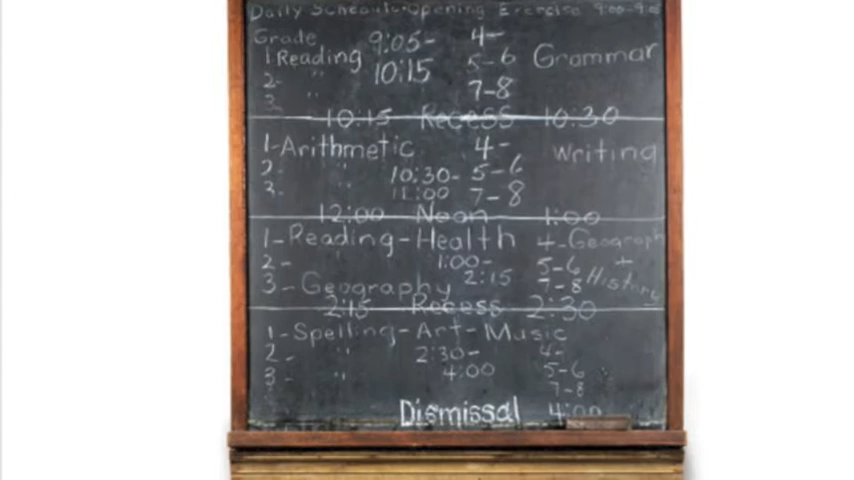 Daily Schedule-Opening Exercise 9:00-9:05
Grade 9:05- 4-
1 Reading 10:15 5-6 Grammar
2- " 7-8
3-
10:15 Recess 10:30
1-Arithmetic 4- Writing
2- " 10:30- 5-6
3- " 11:00 7-8
12:00 Noon 1:00
1-Reading-Health 4-Geography
2- " 1:00- 5-6 +
3-Geography 2:15 7-8 History
2:15 Recess 2:30
1-Spelling-Art-Music
2- " 2:30- 4-
3- " 4:00 5-6
7-8
Dismissal 4:00